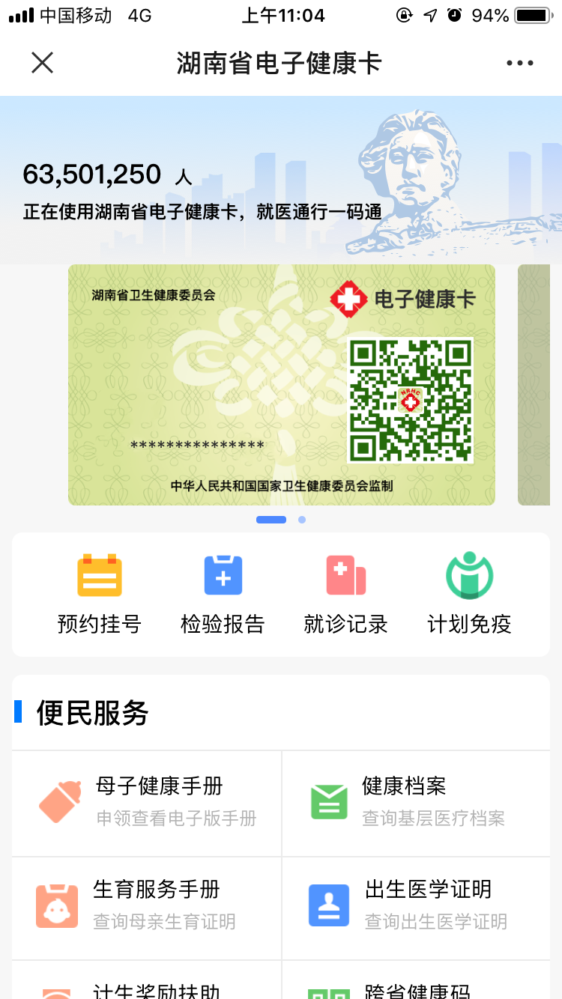 中国移动 4G 上午11:04 94%
湖南省电子健康卡
63,501,250 人
正在使用湖南省电子健康卡，就医通行一码通
湖南省卫生健康委员会
电子健康卡
NRHC
***************
中华人民共和国国家卫生健康委员会监制
预约挂号 检验报告 就诊记录 计划免疫
便民服务
母子健康手册
申领查看电子版手册
健康档案
查询基层医疗档案
生育服务手册
查询母亲生育证明
出生医学证明
查询出生医学证明
计生奖励扶助
跨省健康码